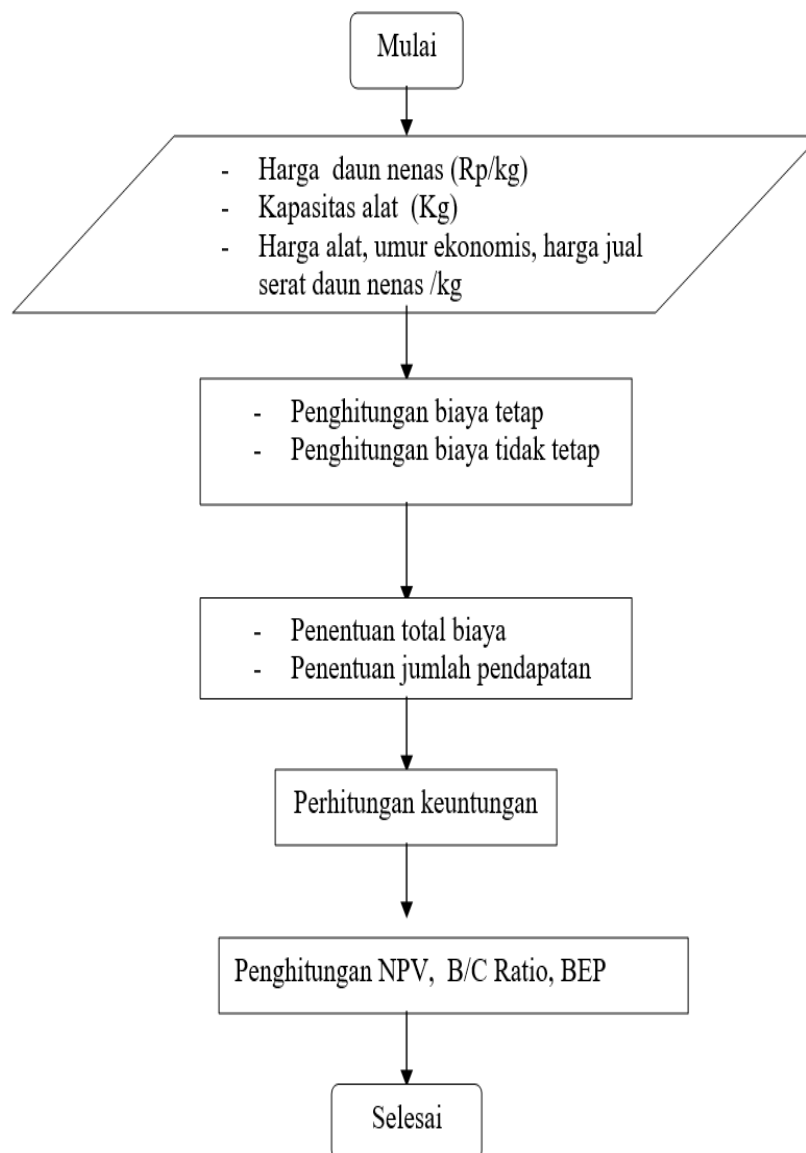 Mulai
- Harga daun nenas (Rp/kg)
- Kapasitas alat (Kg)
- Harga alat, umur ekonomis, harga jual
serat daun nenas /kg
- Penghitungan biaya tetap
- Penghitungan biaya tidak tetap
- Penentuan total biaya
- Penentuan jumlah pendapatan
Perhitungan keuntungan
Penghitungan NPV, B/C Ratio, BEP
Selesai